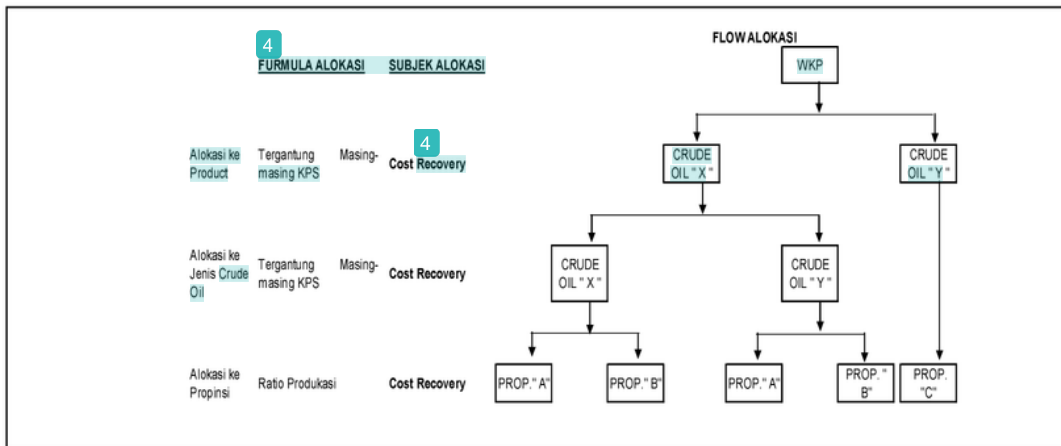 FLOW ALOKASI
4
FURMULA ALOKASI SUBJEK ALOKASI
WKP
4
Alokasi ke
Product
Tergantung Masing-
masing KPS
Cost Recovery
CRUDE
OIL " X "
CRUDE
OIL " Y "
Alokasi ke
Jenis Crude
Oil
Tergantung Masing-
masing KPS
Cost Recovery
CRUDE
OIL " X "
CRUDE
OIL " Y "
Alokasi ke
Propinsi
Ratio Produkasi
Cost Recovery
PROP." A"
PROP." B"
PROP." A"
PROP. "
B"
PROP.
"C"